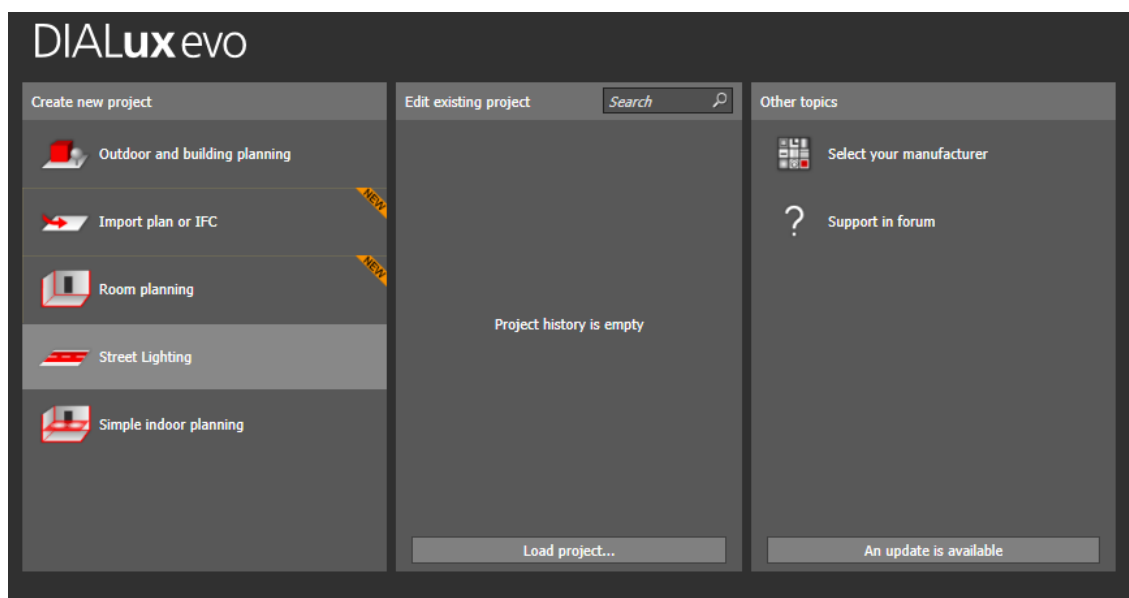 DIALux evo
Create new project
Outdoor and building planning
Import plan or IFC
NEW
Room planning
NEW
Street Lighting
Simple indoor planning
Edit existing project
Search
Project history is empty
Load project...
Other topics
Select your manufacturer
?
Support in forum
An update is available